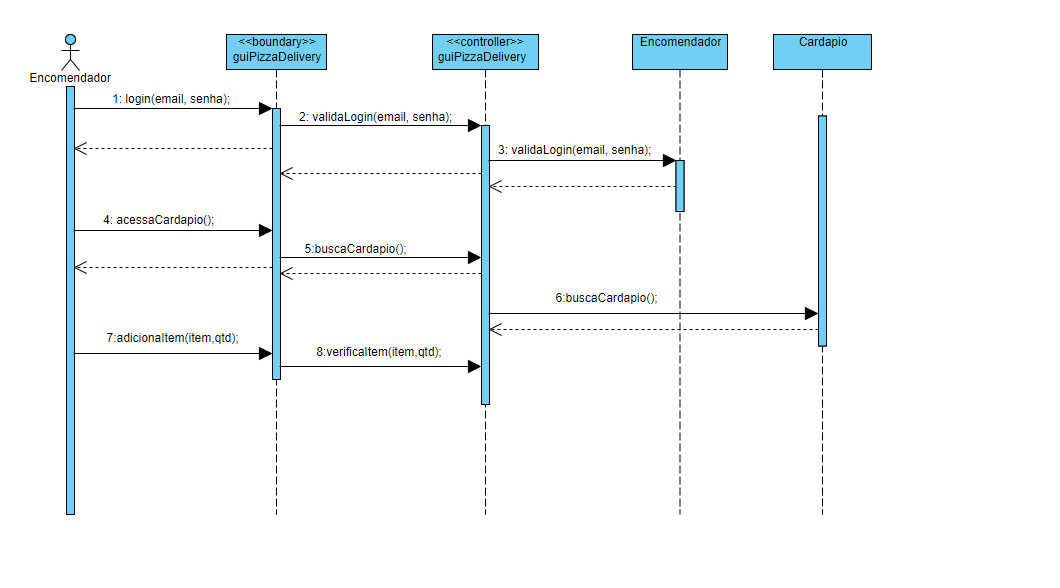 <<boundary>>
guiPizzaDelivery
<<controller>>
guiPizzaDelivery
Encomendador
Cardapio
Encomendador
1: login(email, senha);
2: validaLogin(email, senha);
3: validaLogin(email, senha);
4: acessaCardapio();
5:buscaCardapio();
6:buscaCardapio();
7:adicionaItem(item,qtd);
8:verificaItem(item,qtd);